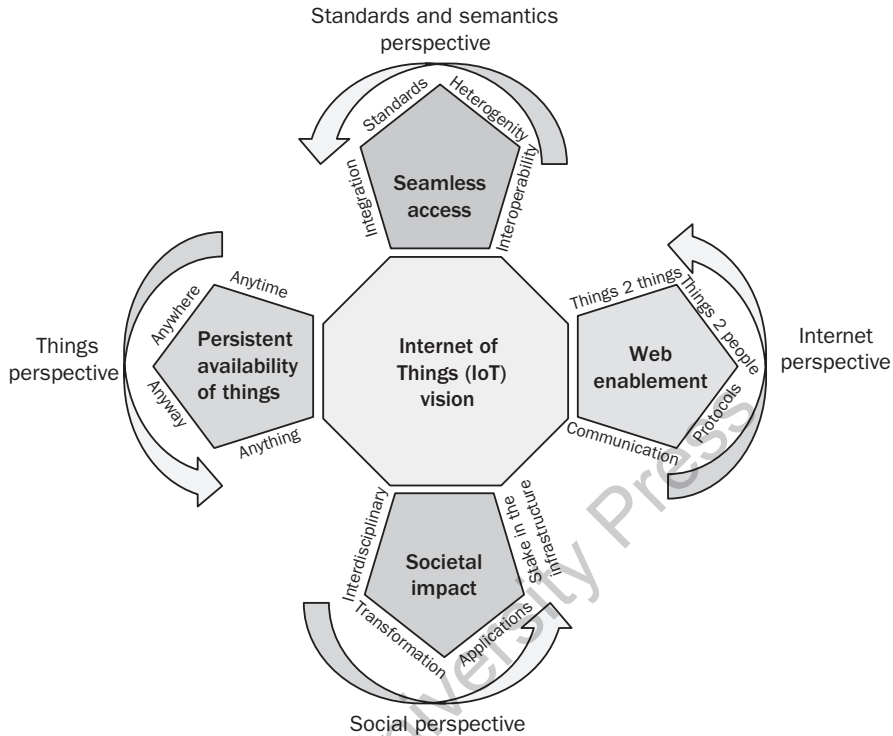 Standards and semantics
perspective
Standards
Heterogenity
Integration
Interoperability
Seamless
access
Things
perspective
Anytime
Anywhere
Anyway
Anything
Persistent
availability
of things
Internet of
Things (IoT)
vision
Things 2 things
Things 2 people
Protocols
Communication
Web
enablement
Internet
perspective
Interdisciplinary
Stake in the
infrastructure
Transformation
Applications
Societal
impact
Social perspective
University Press